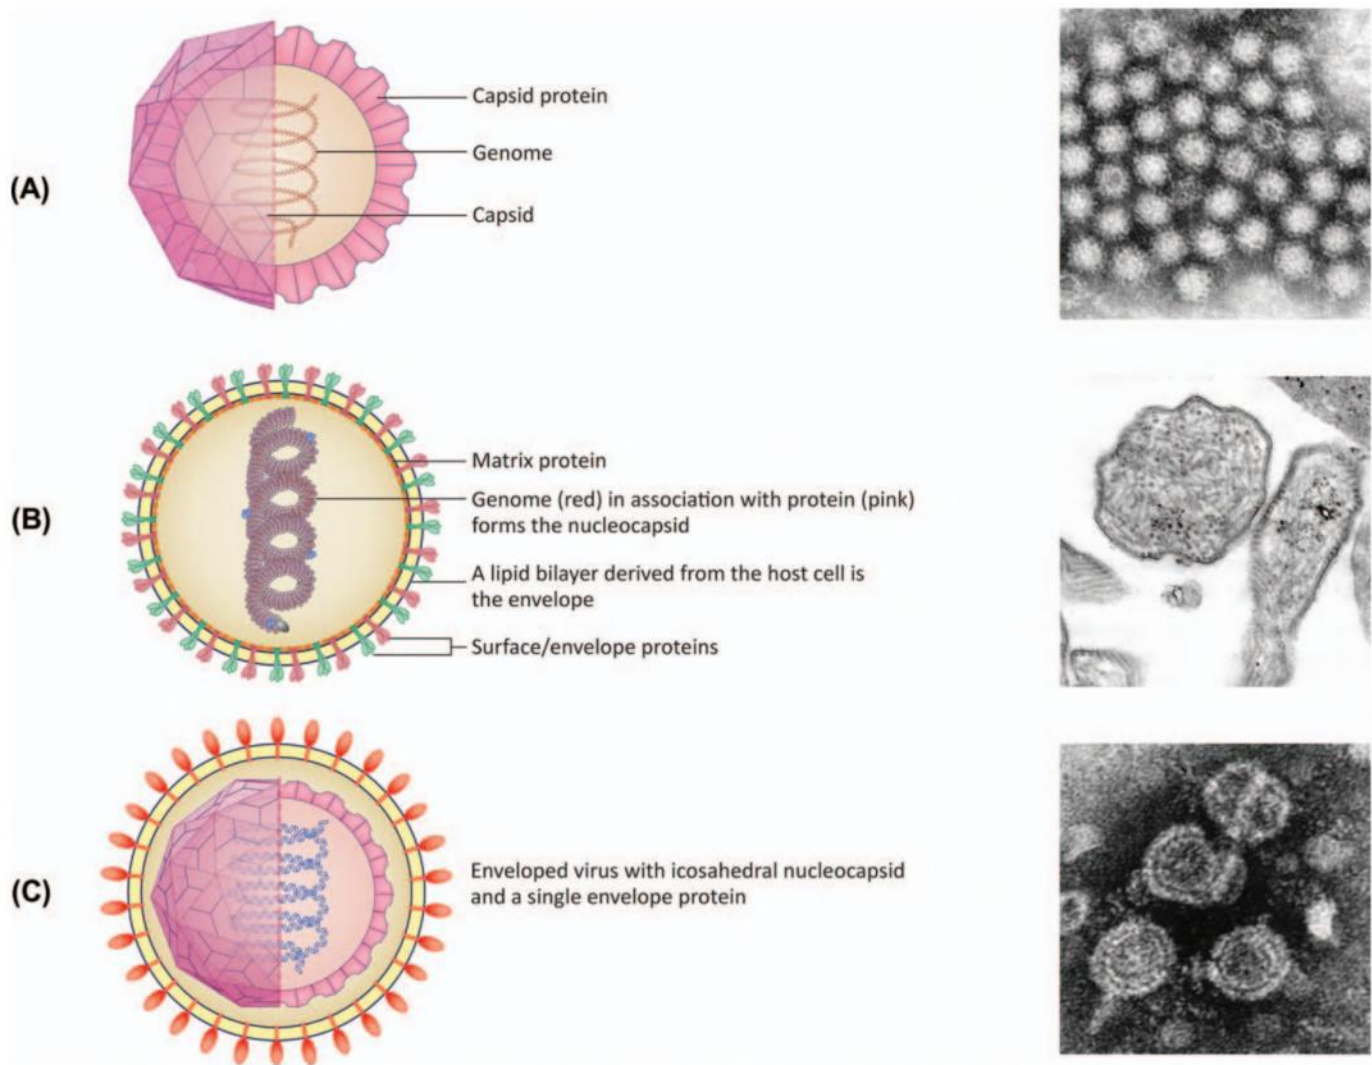 (A)
Capsid protein
Genome
Capsid
(B)
Matrix protein
Genome (red) in association with protein (pink)
forms the nucleocapsid
A lipid bilayer derived from the host cell is
the envelope
Surface/envelope proteins
(C)
Enveloped virus with icosahedral nucleocapsid
and a single envelope protein